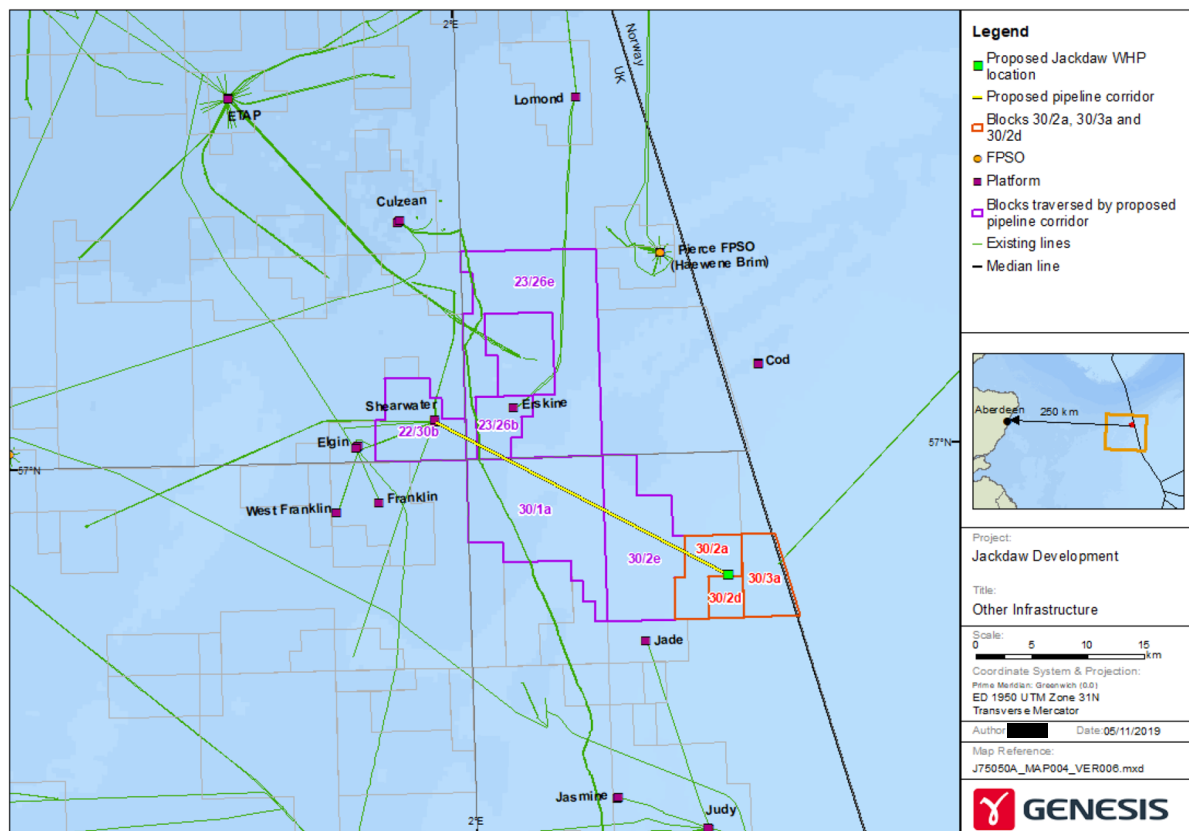 2°E
Norway
UK
Lomond
ETAP
Culzean
Pierce FPSO
(Haewene Brim)
23/26e
Cod
Shearwater
Erskine
22/30b
23/26b
Elgin
57°N
57°N
Franklin
West Franklin
30/1a
30/2a
30/2e
30/3a
30/2d
Jade
Jasmine
Judy
2°E
Legend
Proposed Jackdaw WHP
location
Proposed pipeline corridor
Blocks 30/2a, 30/3a and
30/2d
FPSO
Platform
Blocks traversed by proposed
pipeline corridor
Existing lines
Median line
Aberdeen
250 km
Project:
Jackdaw Development
Title:
Other Infrastructure
Scale:
0 5 10 15
km
Coordinate System & Projection:
Prime Meridian: Greenwich (0.0)
ED 1950 UTM Zone 31N
Transverse Mercator
Author Date:05/11/2019
Map Reference:
J75050A_MAP004_VER006.mxd
GENESIS